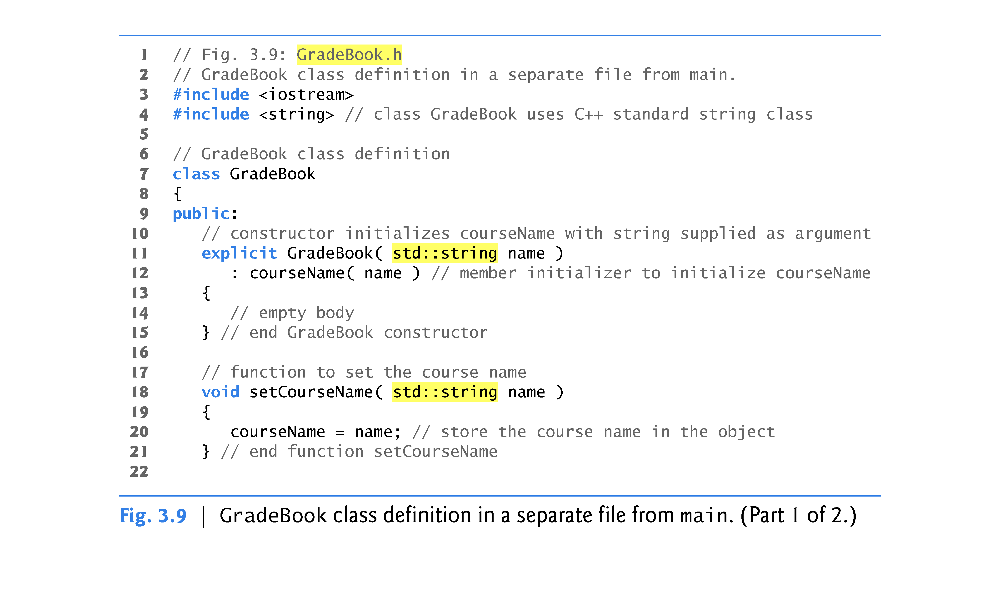 1 // Fig. 3.9: GradeBook.h
2 // GradeBook class definition in a separate file from main.
3 #include <iostream>
4 #include <string> // class GradeBook uses C++ standard string class
5
6 // GradeBook class definition
7 class GradeBook
8 {
9 public:
10    // constructor initializes courseName with string supplied as argument
11    explicit GradeBook( std::string name )
12       : courseName( name ) // member initializer to initialize courseName
13    {
14       // empty body
15    } // end GradeBook constructor
16
17    // function to set the course name
18    void setCourseName( std::string name )
19    {
20       courseName = name; // store the course name in the object
21    } // end function setCourseName
22
Fig. 3.9 | GradeBook class definition in a separate file from main. (Part 1 of 2.)